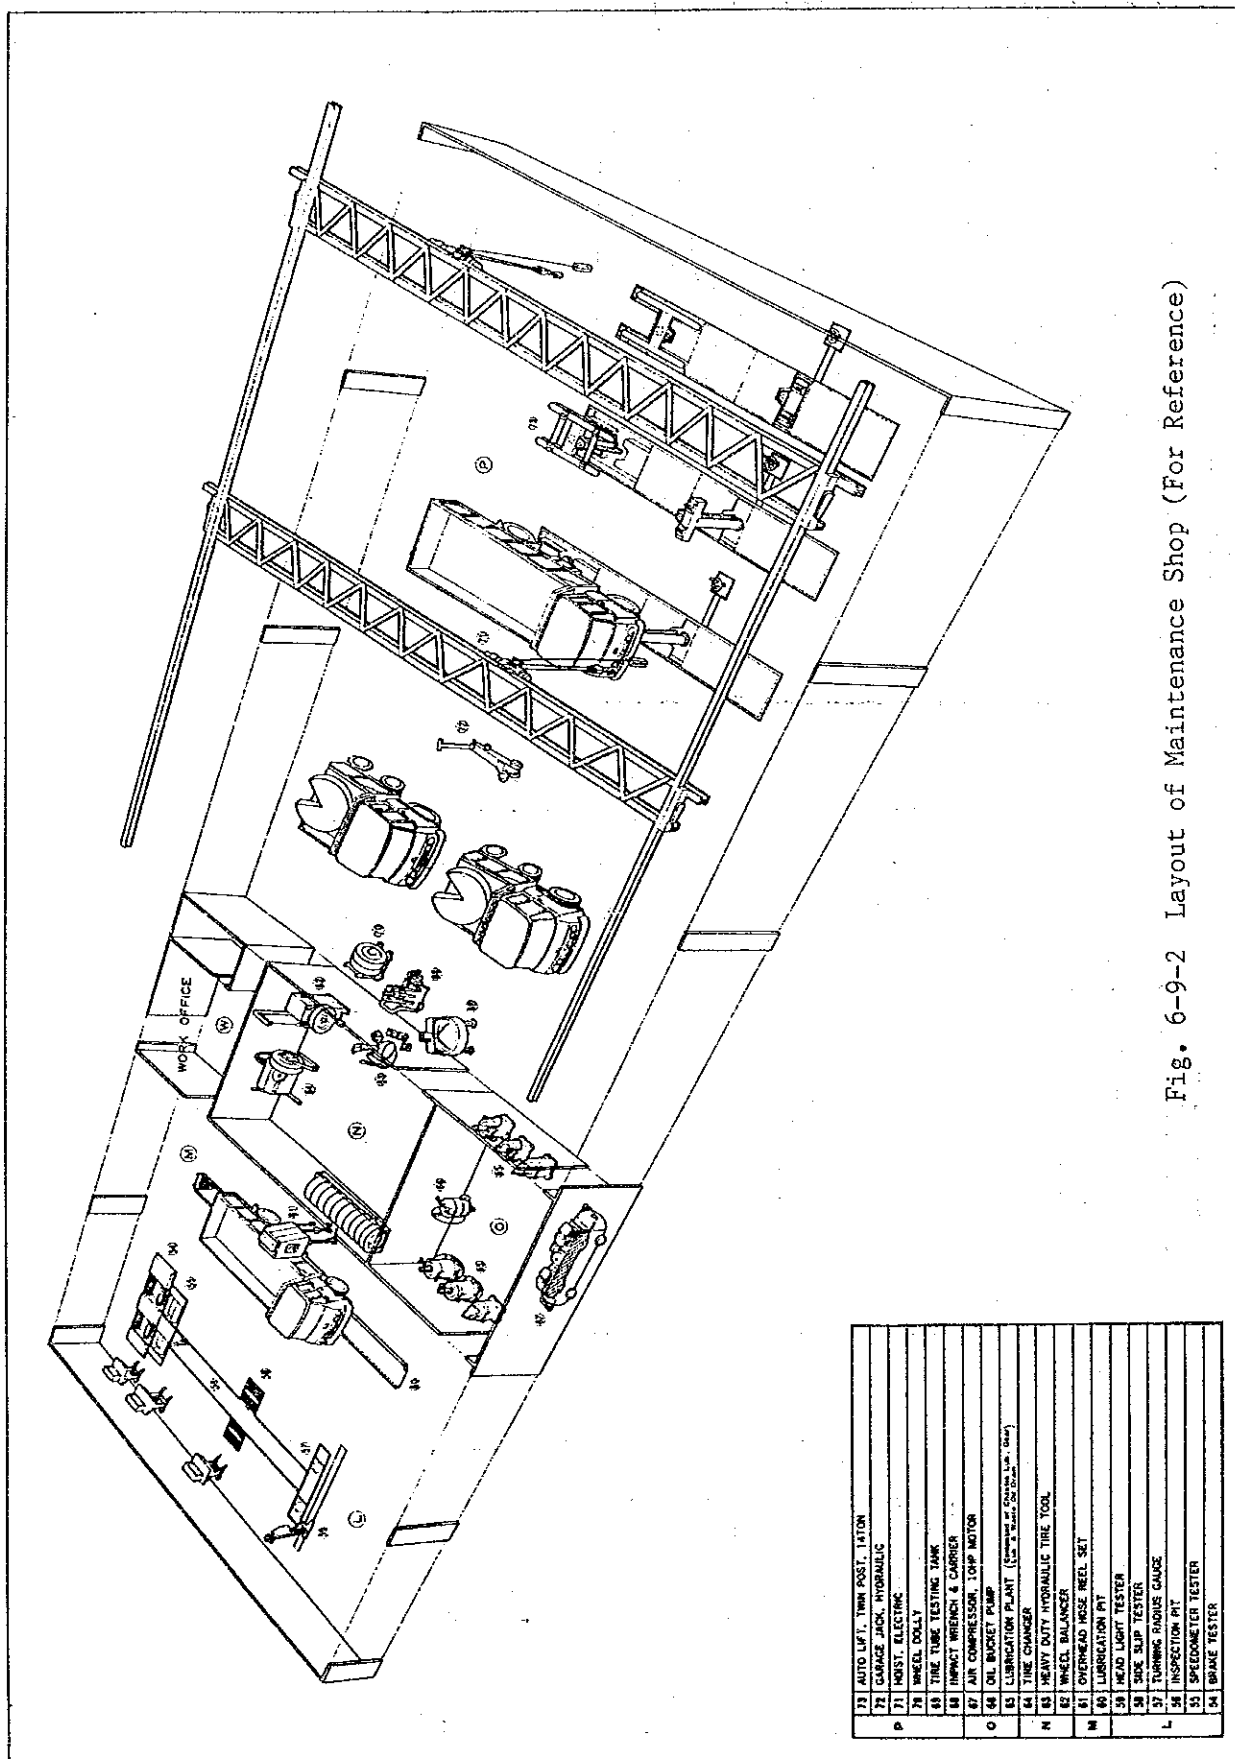 WORK OFFICE
L
M
N
O
P
W
P 73 AUTO LIFT, TWIN POST, 14TON
72 GARAGE JACK, HYDRAULIC
71 HOIST, ELECTRIC
70 WHEEL DOLLY
69 TIRE TUBE TESTING TANK
68 IMPACT WRENCH & CARRIER
O 67 AIR COMPRESSOR, 10HP MOTOR
66 OIL BUCKET PUMP
65 LUBRICATION PLANT
N 64 TIRE CHANGER
63 HEAVY DUTY HYDRAULIC TIRE TOOL
62 WHEEL BALANCER
M 61 OVERHEAD HOSE REEL SET
60 LUBRICATION PIT
L 59 HEAD LIGHT TESTER
58 SIDE SLIP TESTER
57 TURNING RADIUS GAUGE
56 INSPECTION PIT
55 SPEEDOMETER TESTER
54 BRAKE TESTER
Fig. 6-9-2 Layout of Maintenance Shop (For Reference)